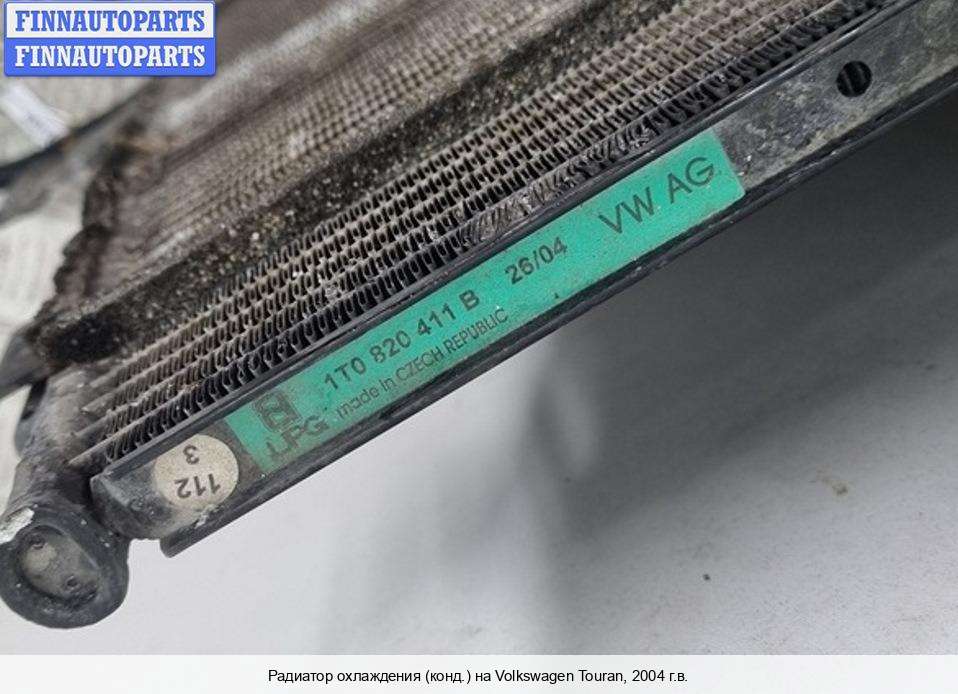 FINNAUTOPARTS
FINNAUTOPARTS
VW AG
1T0 820 411 B 26/04
made in CZECH REPUBLIC
UPG
112
3
Радиатор охлаждения (конд.) на Volkswagen Touran, 2004 г.в.